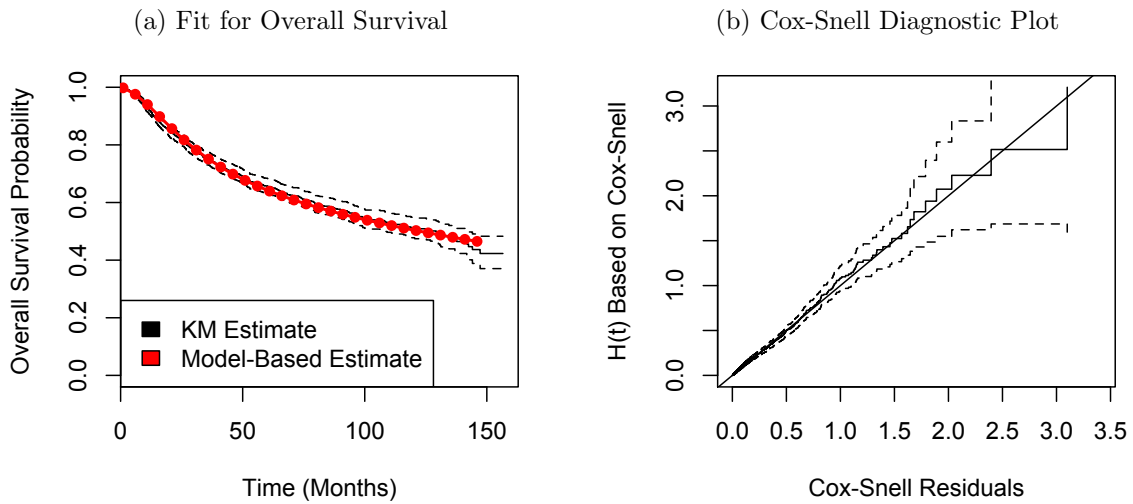 (a) Fit for Overall Survival
Overall Survival Probability
1.0
0.8
0.6
0.4
0.2
0.0
KM Estimate
Model-Based Estimate
0 50 100 150
Time (Months)
(b) Cox-Snell Diagnostic Plot
H(t) Based on Cox-Snell
3.0
2.0
1.0
0.0
0.0 0.5 1.0 1.5 2.0 2.5 3.0 3.5
Cox-Snell Residuals